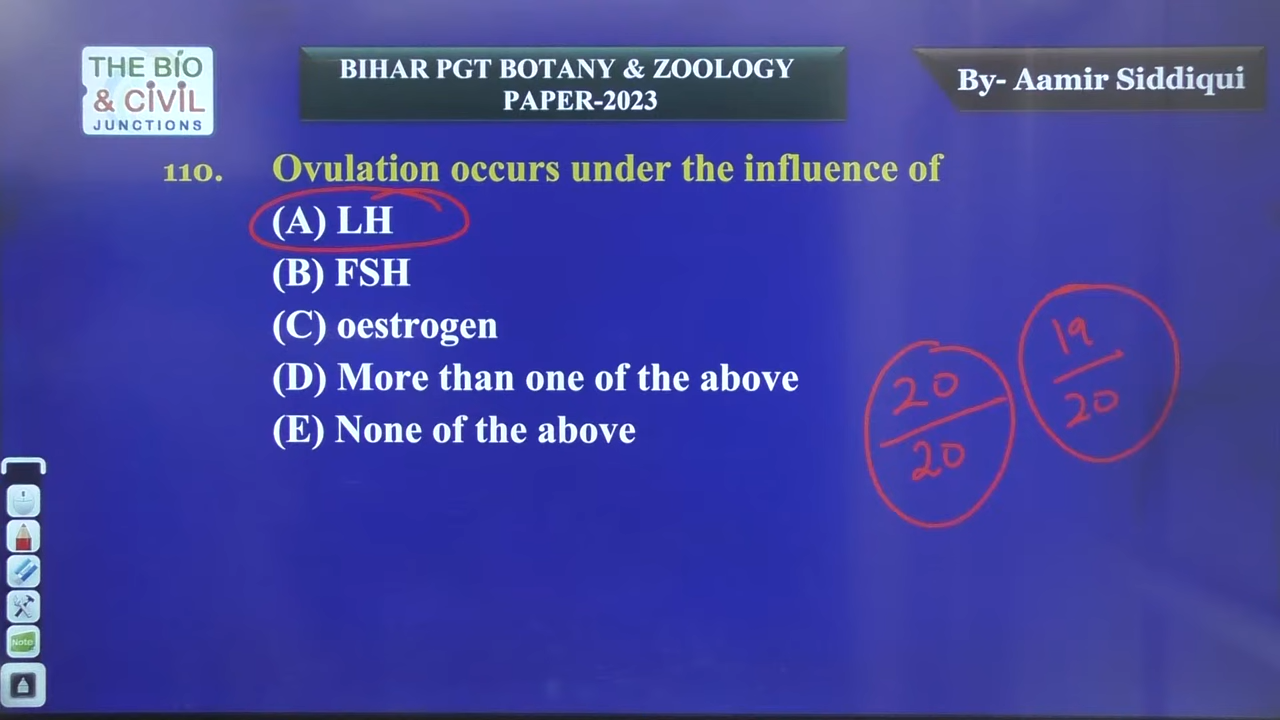 THE BIO
& CIVIL
JUNCTIONS
BIHAR PGT BOTANY & ZOOLOGY
PAPER-2023
By- Aamir Siddiqui
110. Ovulation occurs under the influence of
(A) LH
(B) FSH
(C) oestrogen
(D) More than one of the above
(E) None of the above
20
20
19
20
Note